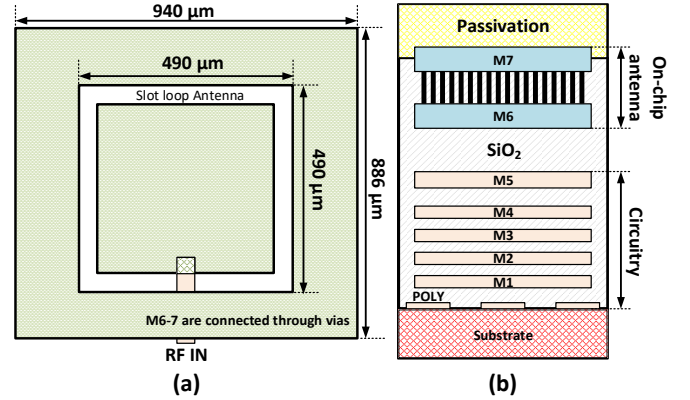 940 µm
490 µm
Slot loop Antenna
490 µm
886 µm
M6-7 are connected through vias
RF IN
(a)
Passivation
M7
M6
SiO₂
M5
M4
M3
M2
M1
POLY
Substrate
On-chip
antenna
Circuitry
(b)